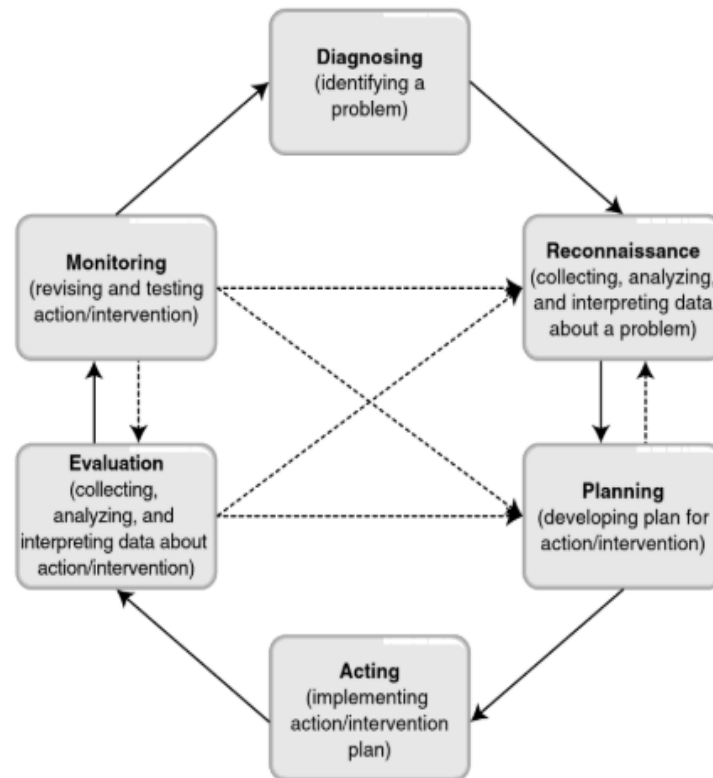 Diagnosing
(identifying a
problem)
Monitoring
(revising and testing
action/intervention)
Reconnaissance
(collecting, analyzing,
and interpreting data
about a problem)
Evaluation
(collecting,
analyzing, and
interpreting data about
action/intervention)
Planning
(developing plan for
action/intervention)
Acting
(implementing
action/intervention
plan)